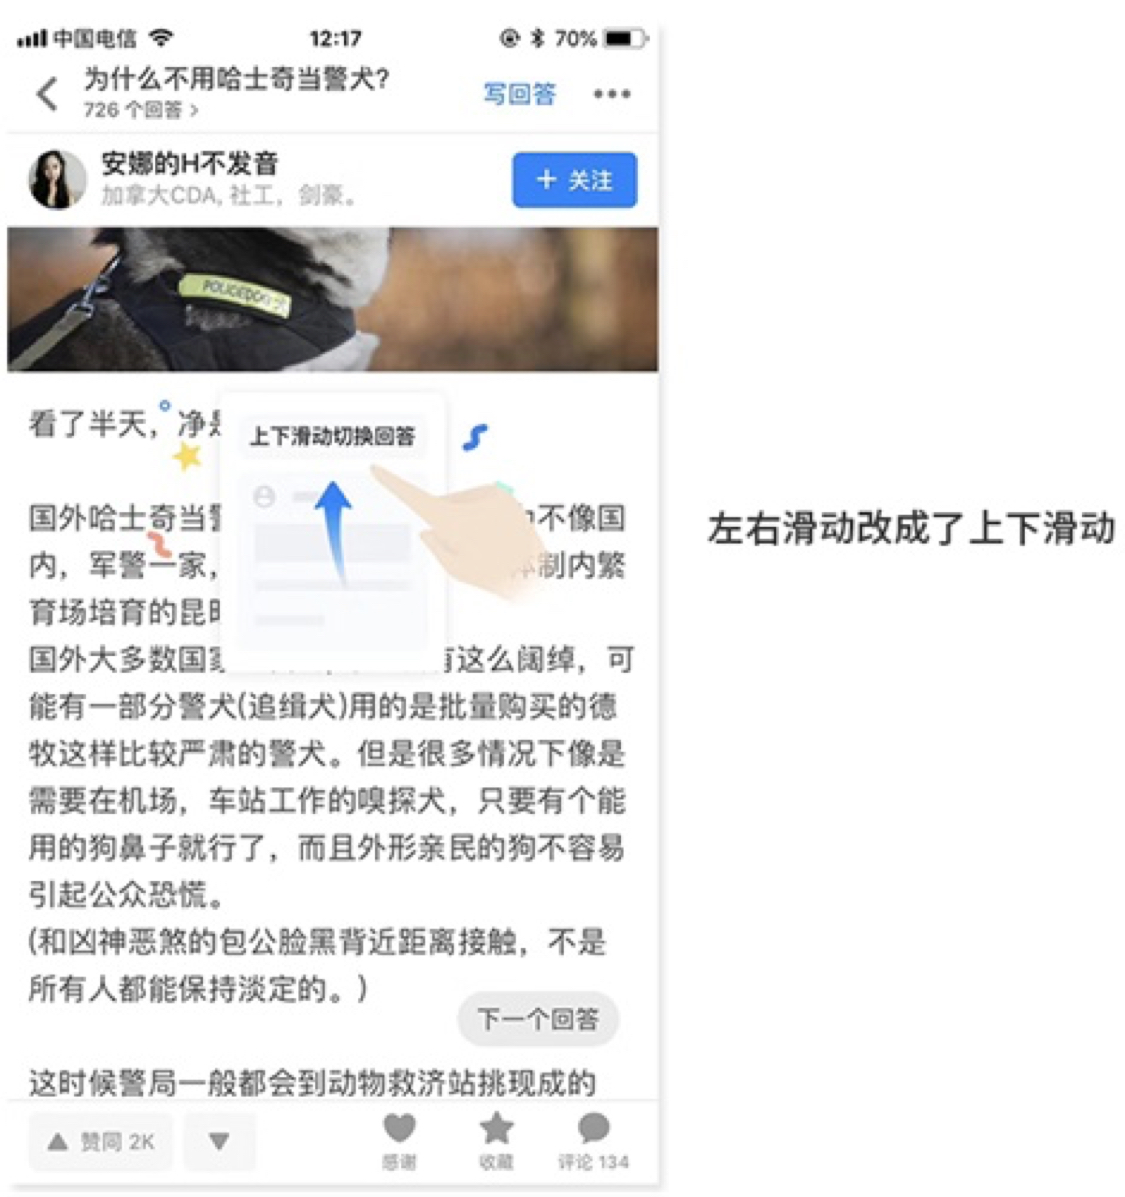 中国电信
12:17
70%
为什么不用哈士奇当警犬?
726 个回答 >
写回答
安娜的H不发音
加拿大CDA, 社工，剑豪。
+ 关注
POLICEDOG
看了半天，净是
上下滑动切换回答
国外哈士奇当警
不像国
内，军警一家，
体制内繁
育场培育的昆明
国外大多数国家
有这么阔绰，可
能有一部分警犬(追缉犬)用的是批量购买的德
牧这样比较严肃的警犬。但是很多情况下像是
需要在机场，车站工作的嗅探犬，只要有个能
用的狗鼻子就行了，而且外形亲民的狗不容易
引起公众恐慌。
(和凶神恶煞的包公脸黑背近距离接触，不是
所有人都能保持淡定的。)
下一个回答
这时候警局一般都会到动物救济站挑现成的
赞同 2K
感谢
收藏
评论 134
左右滑动改成了上下滑动